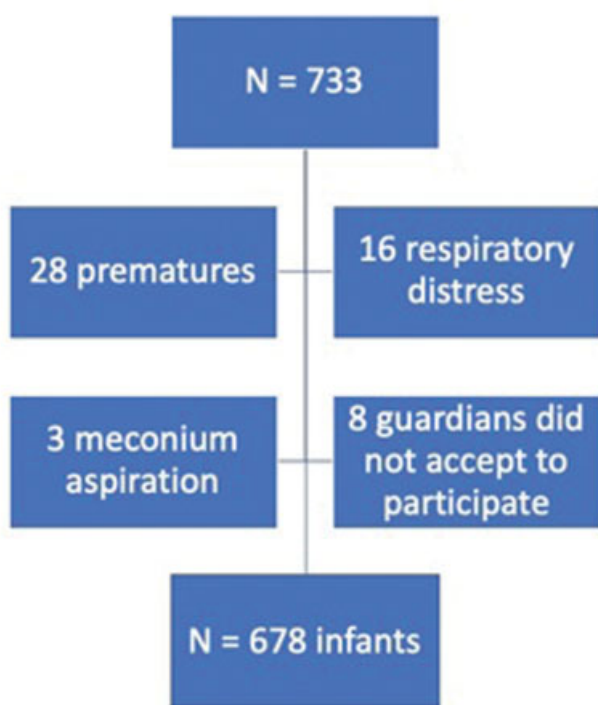 N = 733
28 prematures
16 respiratory
distress
3 meconium
aspiration
8 guardians did
not accept to
participate
N = 678 infants